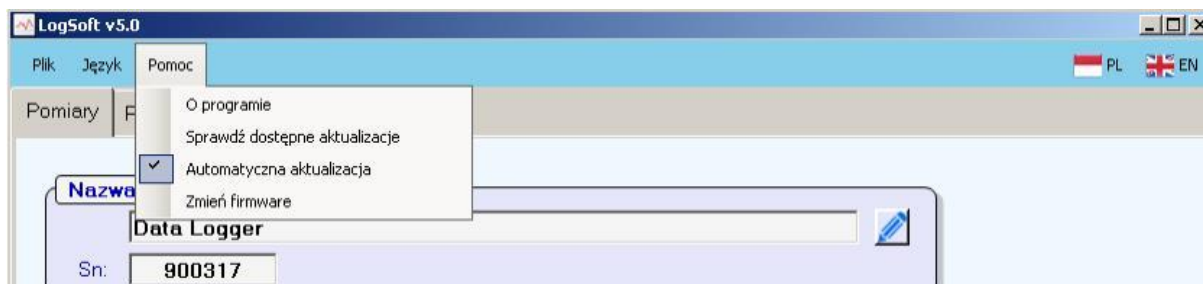 LogSoft v5.0
Plik Język Pomoc PL EN
Pomiary
O programie
Sprawdź dostępne aktualizacje
Automatyczna aktualizacja
Zmień firmware
Nazwa
Data Logger
Sn: 900317